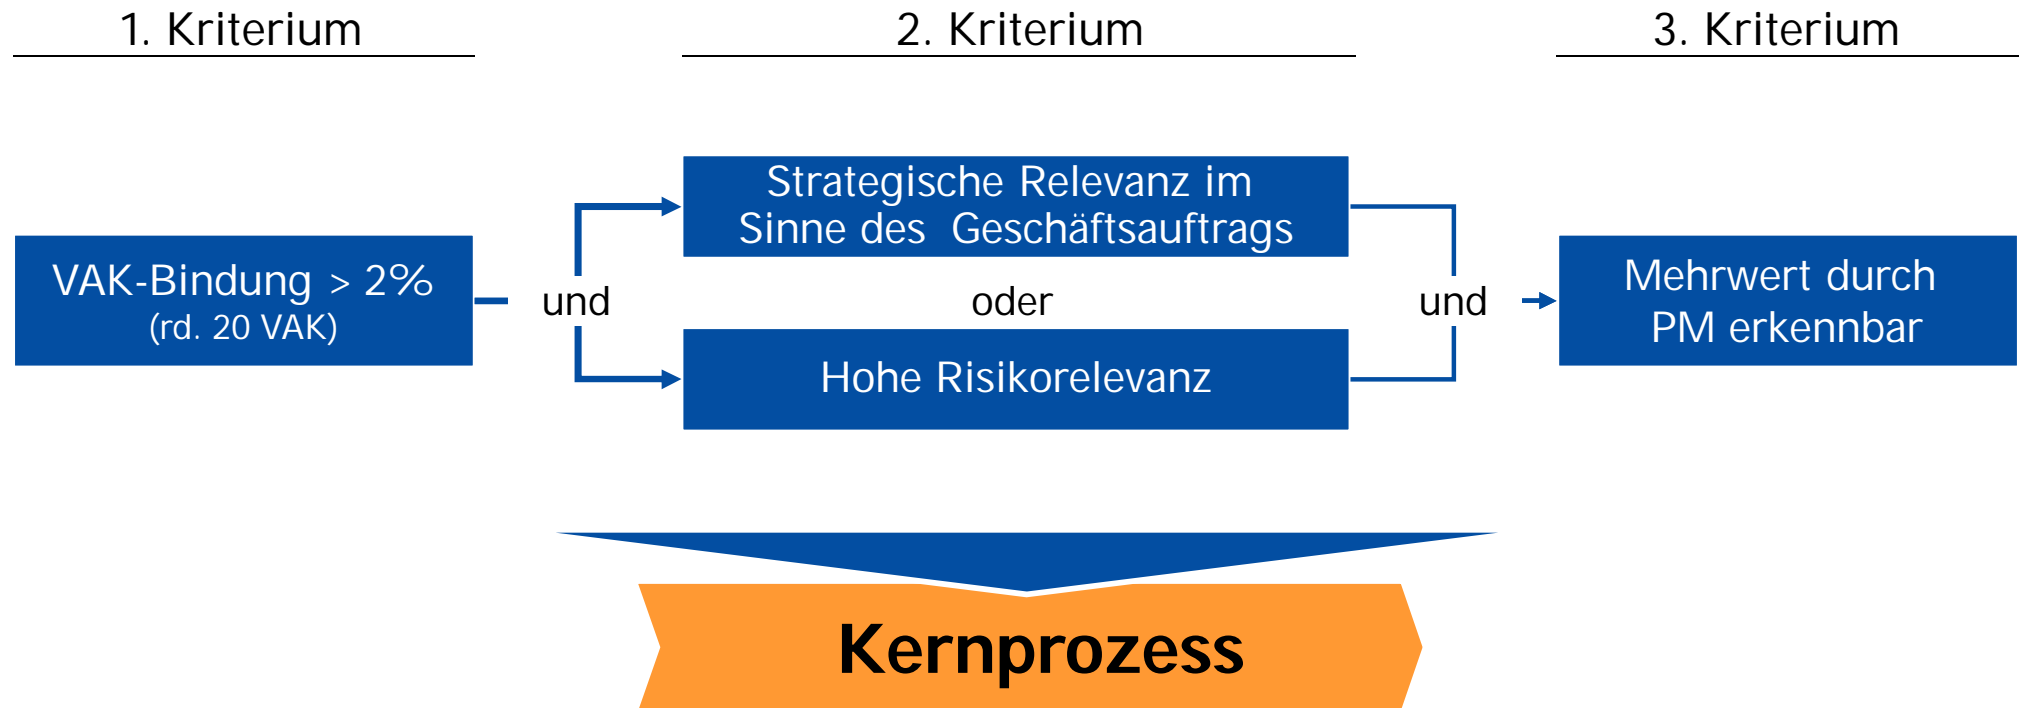 1. Kriterium
2. Kriterium
3. Kriterium
VAK-Bindung > 2%
(rd. 20 VAK)
und
Strategische Relevanz im
Sinne des Geschäftsauftrags
oder
Hohe Risikorelevanz
und
Mehrwert durch
PM erkennbar
Kernprozess